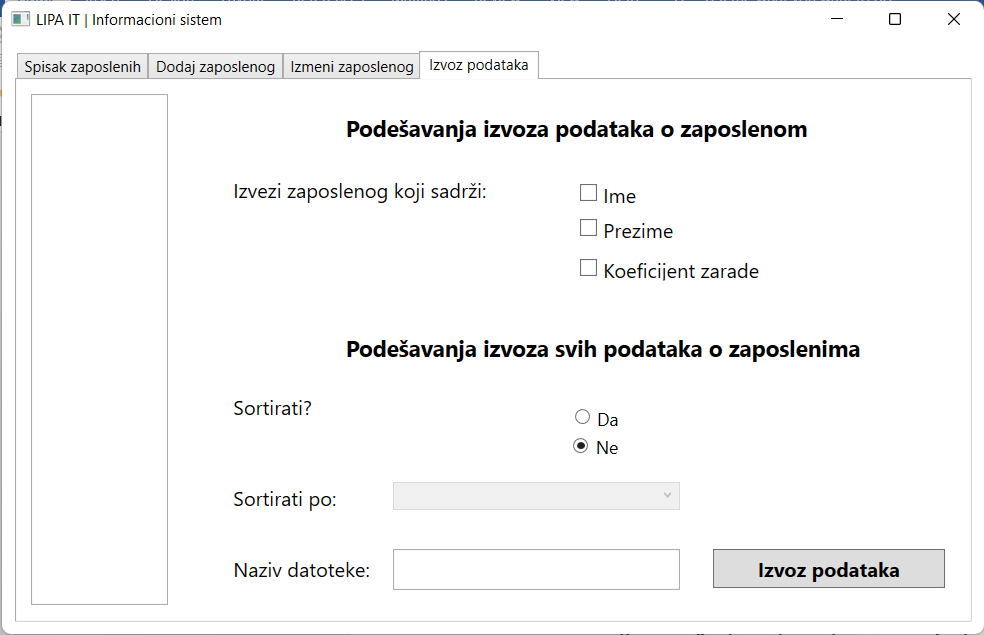 LIPA IT | Informacioni sistem
Spisak zaposlenih
Dodaj zaposlenog
Izmeni zaposlenog
Izvoz podataka
Podešavanja izvoza podataka o zaposlenom
Izvezi zaposlenog koji sadrži:
Ime
Prezime
Koeficijent zarade
Podešavanja izvoza svih podataka o zaposlenima
Sortirati?
Da
Ne
Sortirati po:
Naziv datoteke:
Izvoz podataka